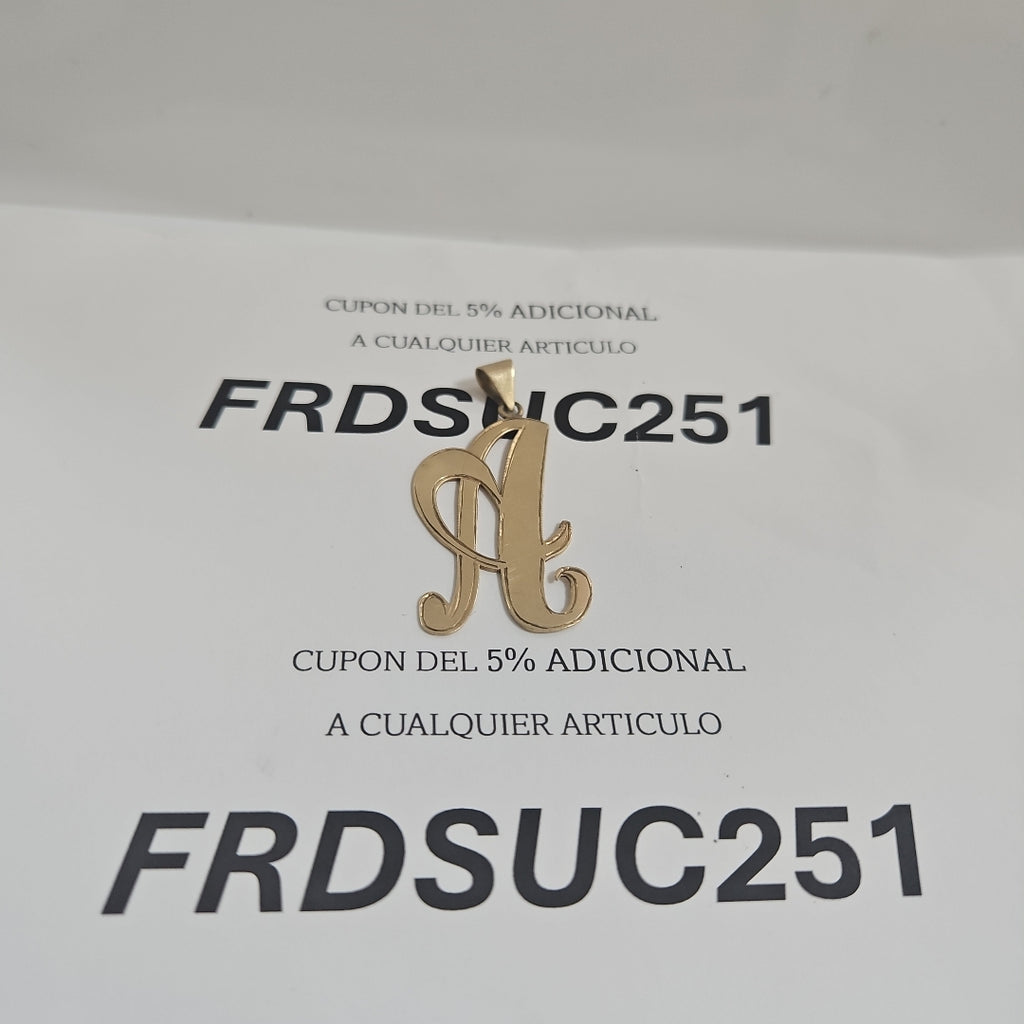 CUPON DEL 5% ADICIONAL
A CUALQUIER ARTICULO
FRDSUC251
A
CUPON DEL 5% ADICIONAL
A CUALQUIER ARTICULO
FRDSUC251